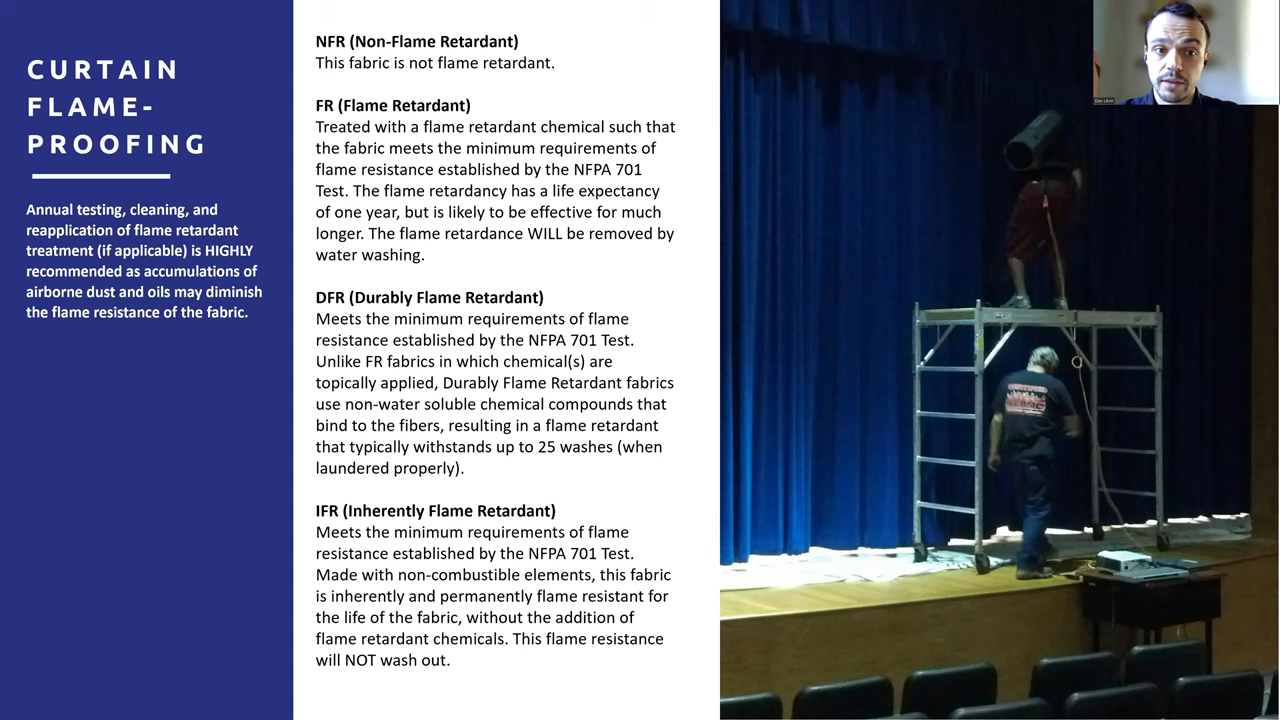 CURTAIN
FLAME-
PROOFING
Annual testing, cleaning, and
reapplication of flame retardant
treatment (if applicable) is HIGHLY
recommended as accumulations of
airborne dust and oils may diminish
the flame resistance of the fabric.
NFR (Non-Flame Retardant)
This fabric is not flame retardant.
FR (Flame Retardant)
Treated with a flame retardant chemical such that
the fabric meets the minimum requirements of
flame resistance established by the NFPA 701
Test. The flame retardancy has a life expectancy
of one year, but is likely to be effective for much
longer. The flame retardance WILL be removed by
water washing.
DFR (Durably Flame Retardant)
Meets the minimum requirements of flame
resistance established by the NFPA 701 Test.
Unlike FR fabrics in which chemical(s) are
topically applied, Durably Flame Retardant fabrics
use non-water soluble chemical compounds that
bind to the fibers, resulting in a flame retardant
that typically withstands up to 25 washes (when
laundered properly).
IFR (Inherently Flame Retardant)
Meets the minimum requirements of flame
resistance established by the NFPA 701 Test.
Made with non-combustible elements, this fabric
is inherently and permanently flame resistant for
the life of the fabric, without the addition of
flame retardant chemicals. This flame resistance
will NOT wash out.